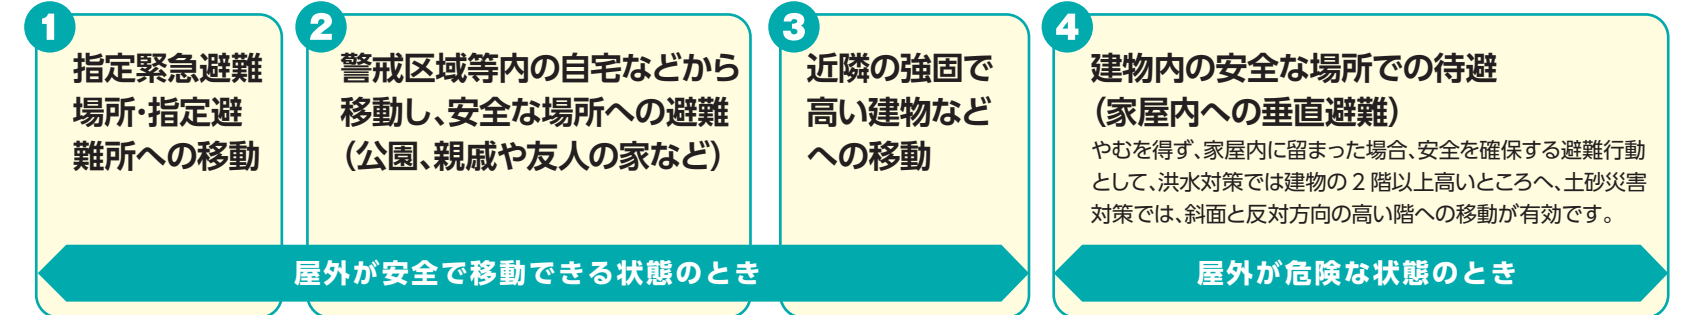 1
指定緊急避難
場所・指定避
難所への移動
2
警戒区域等内の自宅などから
移動し、安全な場所への避難
（公園、親戚や友人の家など）
3
近隣の強固で
高い建物など
への移動
4
建物内の安全な場所での待避
（家屋内への垂直避難）
やむを得ず、家屋内に留まった場合、安全を確保する避難行動
として、洪水対策では建物の2階以上高いところへ、土砂災害
対策では、斜面と反対方向の高い階への移動が有効です。
屋外が安全で移動できる状態のとき
屋外が危険な状態のとき